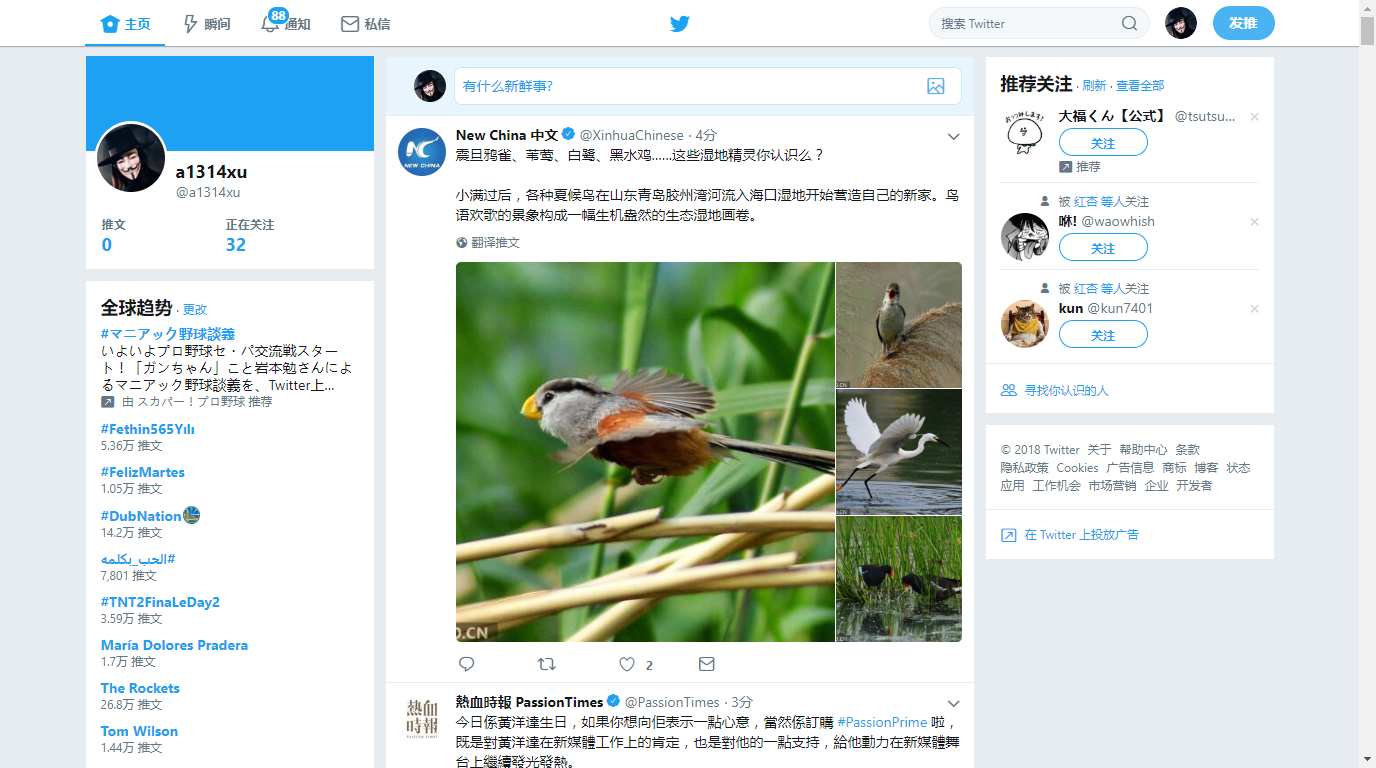 主页
瞬间
88
通知
私信
搜索 Twitter
发推
a1314xu
@a1314xu
推文
正在关注
0
32
全球趋势 · 更改
#マニアック野球談義
いよいよプロ野球セ・パ交流戦スター
ト！「ガンちゃん」こと岩本勉さんによ
るマニアック野球談義を、Twitter上...
由 スカパー！プロ野球 推荐
#Fethin565Yılı
5.36万 推文
#FelizMartes
1.05万 推文
#DubNation
14.2万 推文
#الحب_بكلمه
7,801 推文
#TNT2FinaLeDay2
3.59万 推文
María Dolores Pradera
1.7万 推文
The Rockets
26.8万 推文
Tom Wilson
1.44万 推文
有什么新鲜事?
New China 中文 @XinhuaChinese · 4分
NEW CHINA
震旦鸦雀、苇莺、白鹭、黑水鸡......这些湿地精灵你认识么？
小满过后，各种夏候鸟在山东青岛胶州湾河流入海口湿地开始营造自己的新家。鸟
语欢歌的景象构成一幅生机盎然的生态湿地画卷。
翻译推文
D.CN
2
熱血時報 PassionTimes @PassionTimes · 3分
熱血
時報
PASSION TIMES
今日係黃洋達生日，如果你想向佢表示一點心意，當然係訂購 #PassionPrime 啦，
既是對黃洋達在新媒體工作上的肯定，也是對他的一點支持，給他動力在新媒體舞
台上繼續發光發熱。
推荐关注 · 刷新 · 查看全部
大福くん【公式】 @tsutsu...
おっつみします!
关注
推荐
被 红杏 等人关注
咻! @waowhish
关注
被 红杏 等人关注
kun @kun7401
关注
寻找你认识的人
© 2018 Twitter 关于 帮助中心 条款
隐私政策 Cookies 广告信息 商标 博客 状态
应用 工作机会 市场营销 企业 开发者
在 Twitter 上投放广告